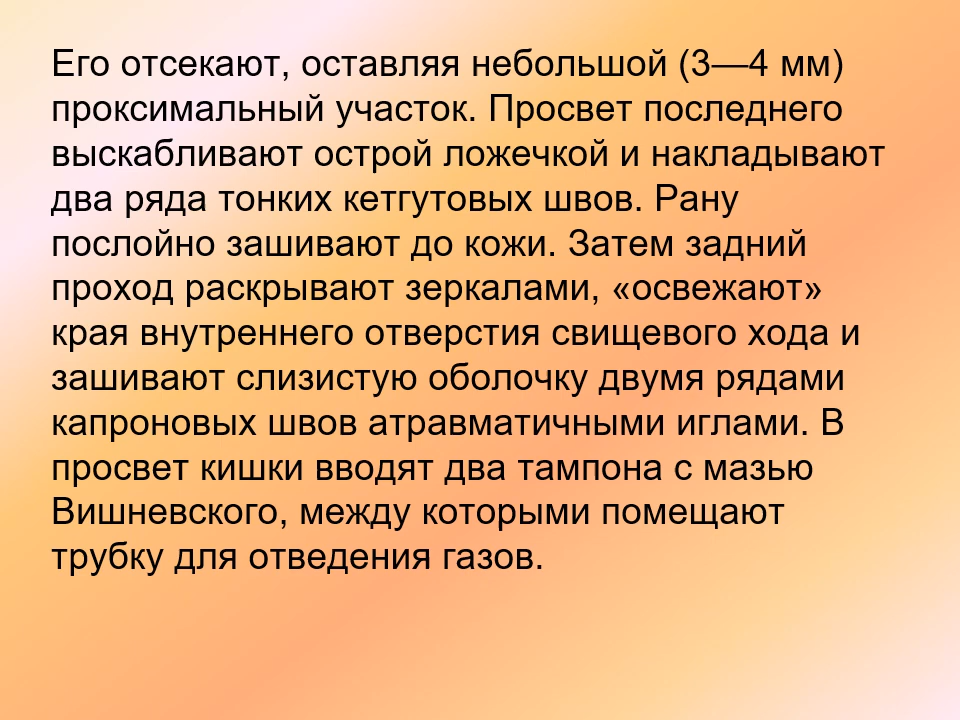 Его отсекают, оставляя небольшой (3—4 мм)
проксимальный участок. Просвет последнего
выскабливают острой ложечкой и накладывают
два ряда тонких кетгутовых швов. Рану
послойно зашивают до кожи. Затем задний
проход раскрывают зеркалами, «освежают»
края внутреннего отверстия свищевого хода и
зашивают слизистую оболочку двумя рядами
капроновых швов атравматичными иглами. В
просвет кишки вводят два тампона с мазью
Вишневского, между которыми помещают
трубку для отведения газов.